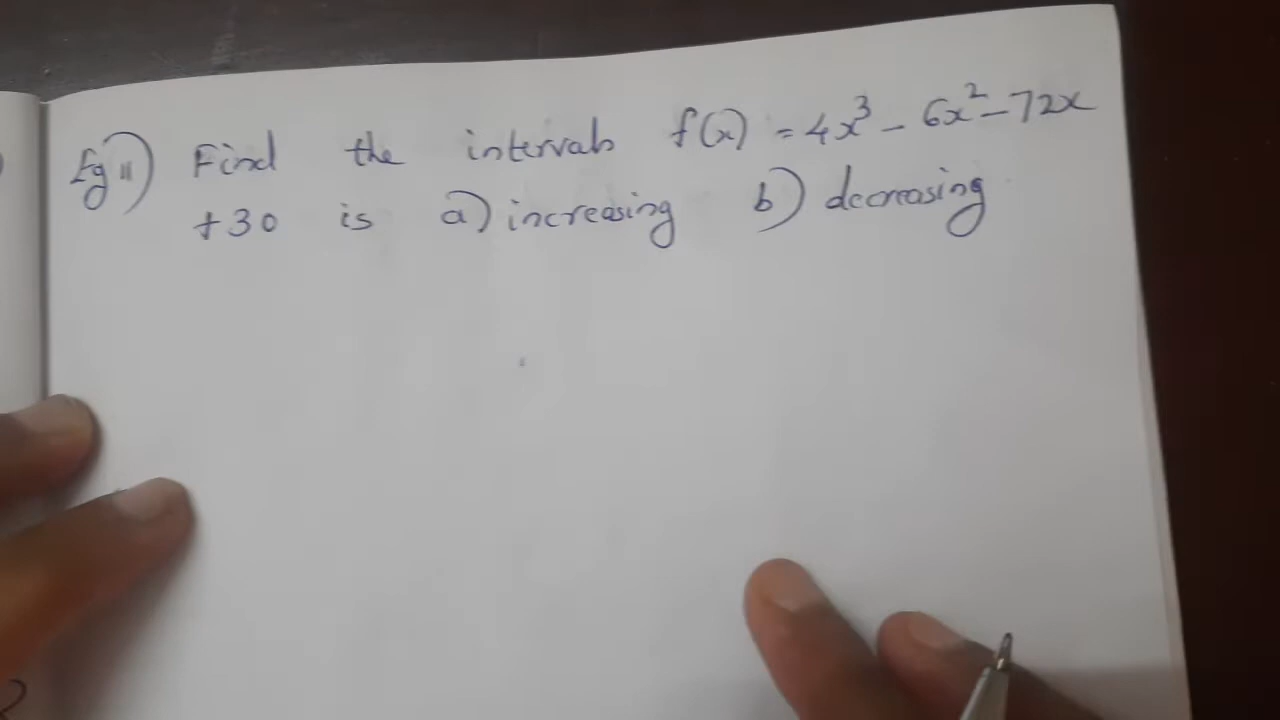 Eg 11) Find the intervals f(x) = 4x³ - 6x² - 72x
+30 is a) increasing b) decreasing